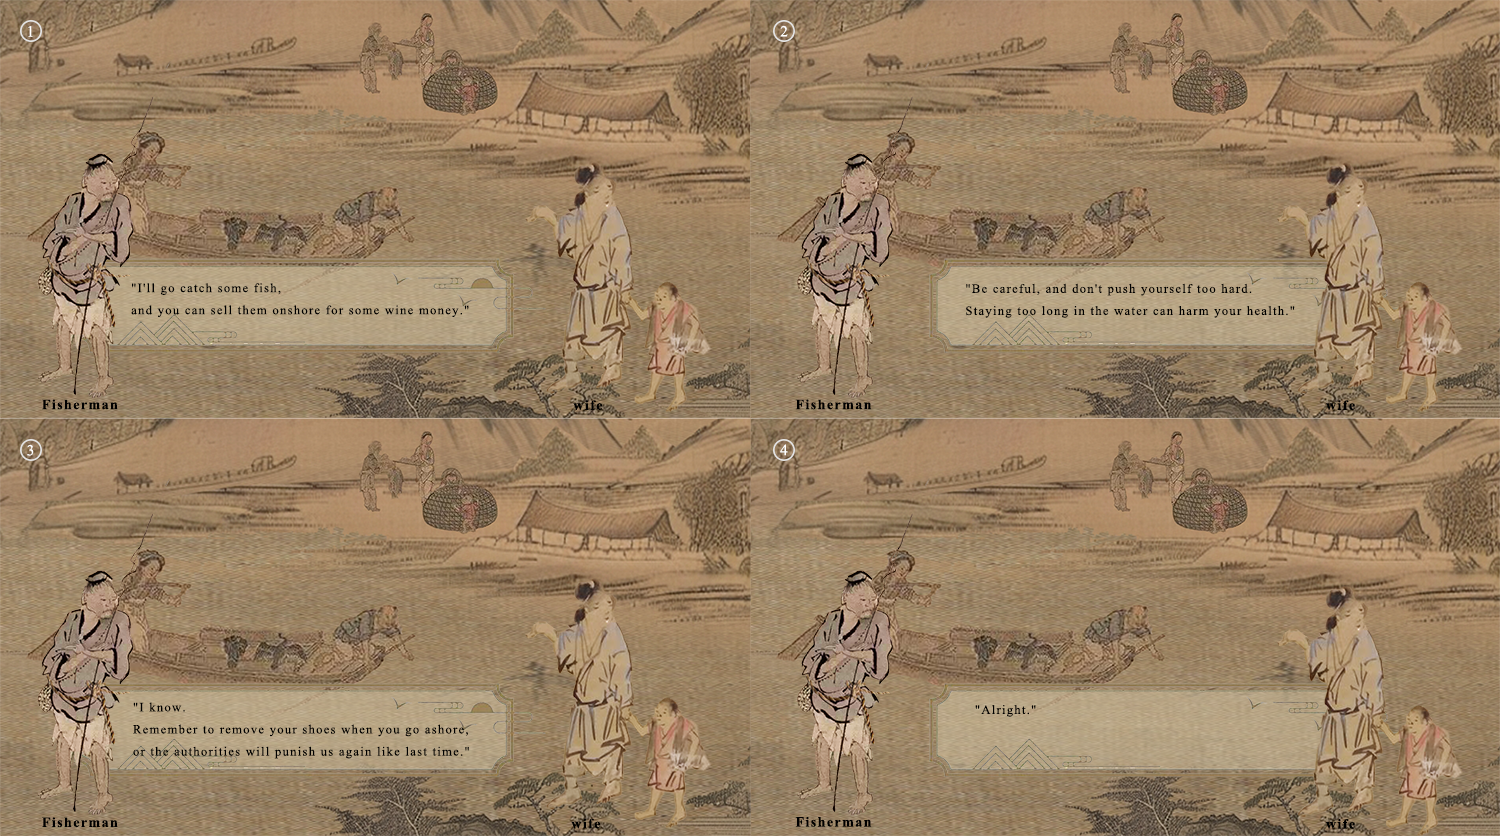 ①
"I'll go catch some fish,
and you can sell them onshore for some wine money."
Fisherman
wife
②
"Be careful, and don't push yourself too hard.
Staying too long in the water can harm your health."
Fisherman
wife
③
"I know.
Remember to remove your shoes when you go ashore,
or the authorities will punish us again like last time."
Fisherman
wife
④
"Alright."
Fisherman
wife